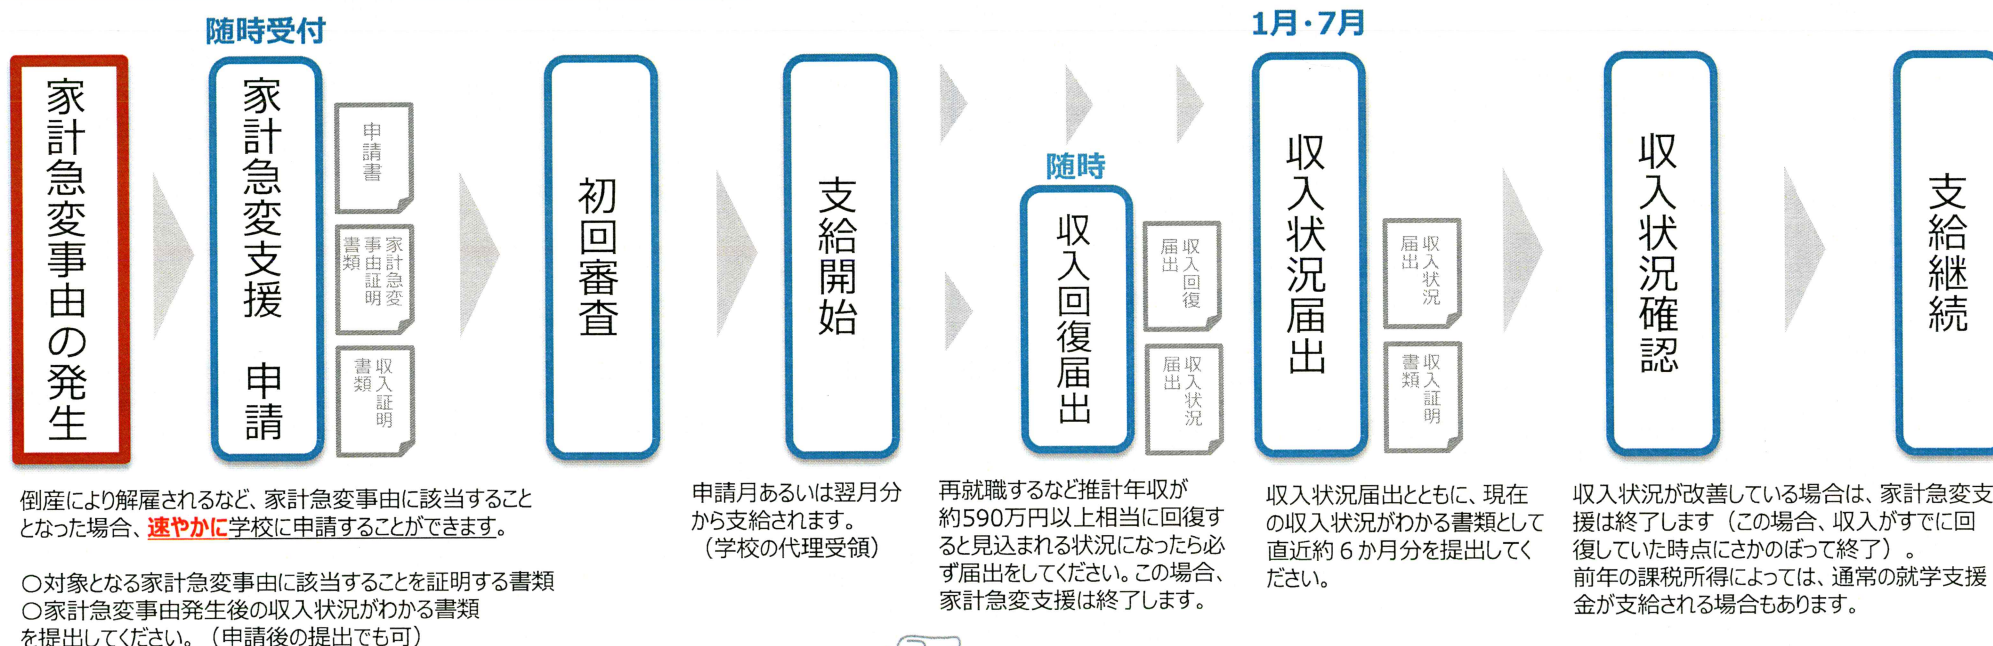 随時受付
1月・7月
家計急変事由の発生
家計急変支援　申請
申請書
家計急変
事由証明
書類
収入証明
書類
初回審査
支給開始
随時
収入回復届出
収入回復
届出
収入状況
届出
収入状況届出
収入状況
届出
収入証明
書類
収入状況確認
支給継続
倒産により解雇されるなど、家計急変事由に該当すること
となった場合、速やかに学校に申請することができます。
○対象となる家計急変事由に該当することを証明する書類
○家計急変事由発生後の収入状況がわかる書類
を提出してください。（申請後の提出でも可）
申請月あるいは翌月分
から支給されます。
（学校の代理受領）
再就職するなど推計年収が
約590万円以上相当に回復す
ると見込まれる状況になったら必
ず届出をしてください。この場合、
家計急変支援は終了します。
収入状況届出とともに、現在
の収入状況がわかる書類として
直近約６か月分を提出してく
ださい。
収入状況が改善している場合は、家計急変支
援は終了します（この場合、収入がすでに回
復していた時点にさかのぼって終了）。
前年の課税所得によっては、通常の就学支援
金が支給される場合もあります。